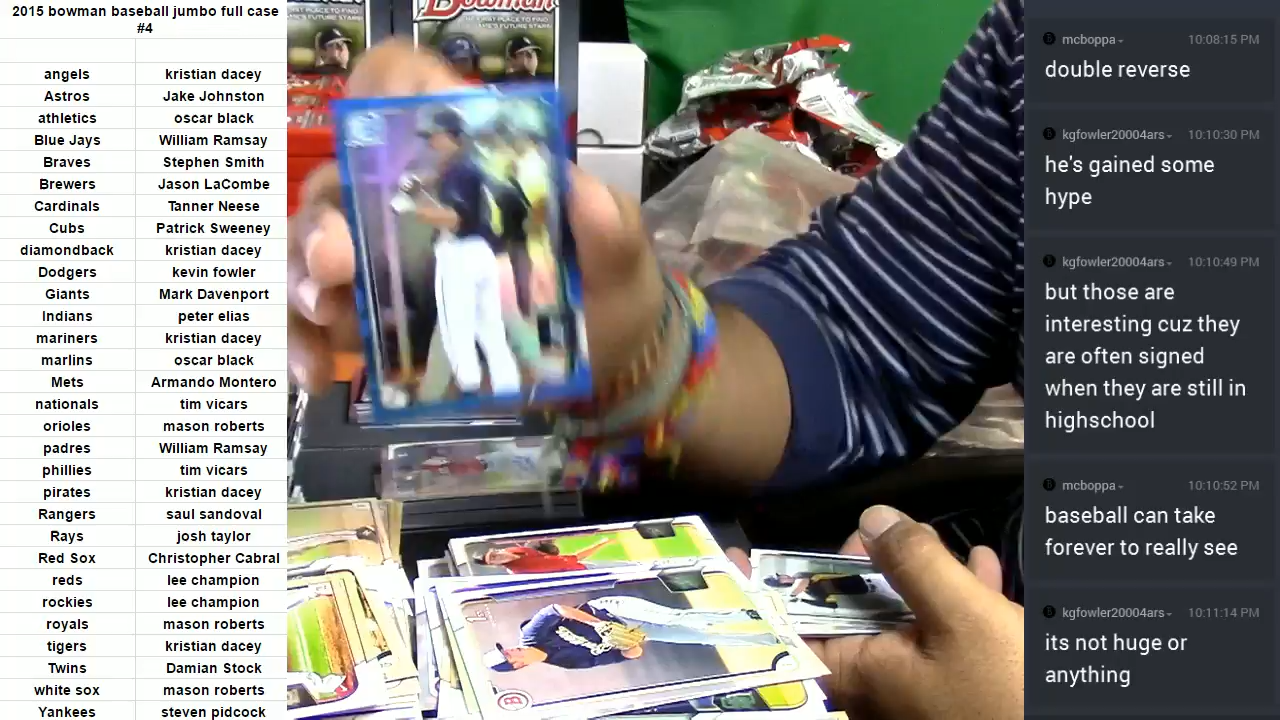 2015 bowman baseball jumbo full case
#4
angels kristian dacey
Astros Jake Johnston
athletics oscar black
Blue Jays William Ramsay
Braves Stephen Smith
Brewers Jason LaCombe
Cardinals Tanner Neese
Cubs Patrick Sweeney
diamondback kristian dacey
Dodgers kevin fowler
Giants Mark Davenport
Indians peter elias
mariners kristian dacey
marlins oscar black
Mets Armando Montero
nationals tim vicars
orioles mason roberts
padres William Ramsay
phillies tim vicars
pirates kristian dacey
Rangers saul sandoval
Rays josh taylor
Red Sox Christopher Cabral
reds lee champion
rockies lee champion
royals mason roberts
tigers kristian dacey
Twins Damian Stock
white sox mason roberts
Yankees steven pidcock
Bowman
mcboppa 10:08:15 PM
double reverse
kgfowler20004ars 10:10:30 PM
he's gained some
hype
kgfowler20004ars 10:10:49 PM
but those are
interesting cuz they
are often signed
when they are still in
highschool
mcboppa 10:10:52 PM
baseball can take
forever to really see
kgfowler20004ars 10:11:14 PM
its not huge or
anything